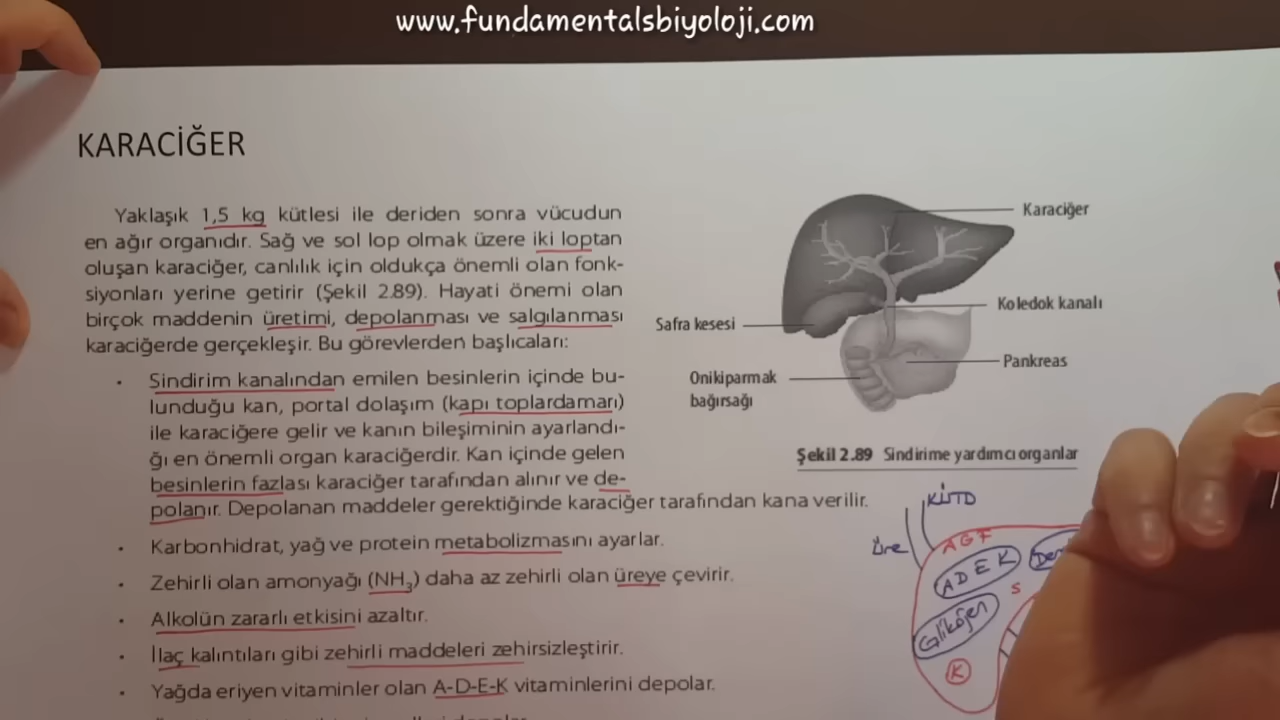 www.fundamentalsbiyoloji.com
KARACİĞER
Yaklaşık 1,5 kg kütlesi ile deriden sonra vücudun
en ağır organıdır. Sağ ve sol lop olmak üzere iki loptan
oluşan karaciğer, canlılık için oldukça önemli olan fonk-
siyonları yerine getirir (Şekil 2.89). Hayati önemi olan
birçok maddenin üretimi, depolanması ve salgılanması
karaciğerde gerçekleşir. Bu görevlerden başlıcaları:
• Sindirim kanalından emilen besinlerin içinde bu-
lunduğu kan, portal dolaşım (kapı toplardamarı)
ile karaciğere gelir ve kanın bileşiminin ayarlandı-
ğı en önemli organ karaciğerdir. Kan içinde gelen
besinlerin fazlası karaciğer tarafından alınır ve de-
polanır. Depolanan maddeler gerektiğinde karaciğer tarafından kana verilir.
• Karbonhidrat, yağ ve protein metabolizmasını ayarlar.
• Zehirli olan amonyağı (NH3) daha az zehirli olan üreye çevirir.
• Alkolün zararlı etkisini azaltır.
• İlaç kalıntıları gibi zehirli maddeleri zehirsizleştirir.
• Yağda eriyen vitaminler olan A-D-E-K vitaminlerini depolar.
Karaciğer
Koledok kanalı
Safra kesesi
Pankreas
Onikiparmak
bağırsağı
Şekil 2.89 Sindirime yardımcı organlar
KÜTD
Üre
AGF
A D E K
S
Glikojen
K